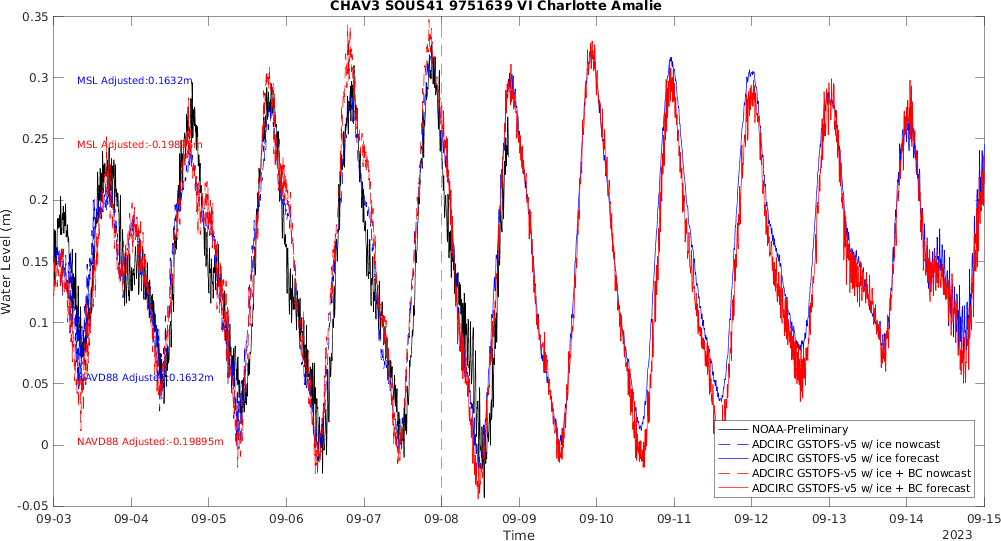 CHAV3 SOUS41 9751639 VI Charlotte Amalie
0.35
0.3
0.25
0.2
0.15
0.1
0.05
0
-0.05
Water Level (m)
MSL Adjusted:0.1632m
MSL Adjusted:-0.19895m
NAVD88 Adjusted:0.1632m
NAVD88 Adjusted:-0.19895m
NOAA-Preliminary
ADCIRC GSTOFS-v5 w/ ice nowcast
ADCIRC GSTOFS-v5 w/ ice forecast
ADCIRC GSTOFS-v5 w/ ice + BC nowcast
ADCIRC GSTOFS-v5 w/ ice + BC forecast
09-03 09-04 09-05 09-06 09-07 09-08 09-09 09-10 09-11 09-12 09-13 09-14 09-15
Time
2023